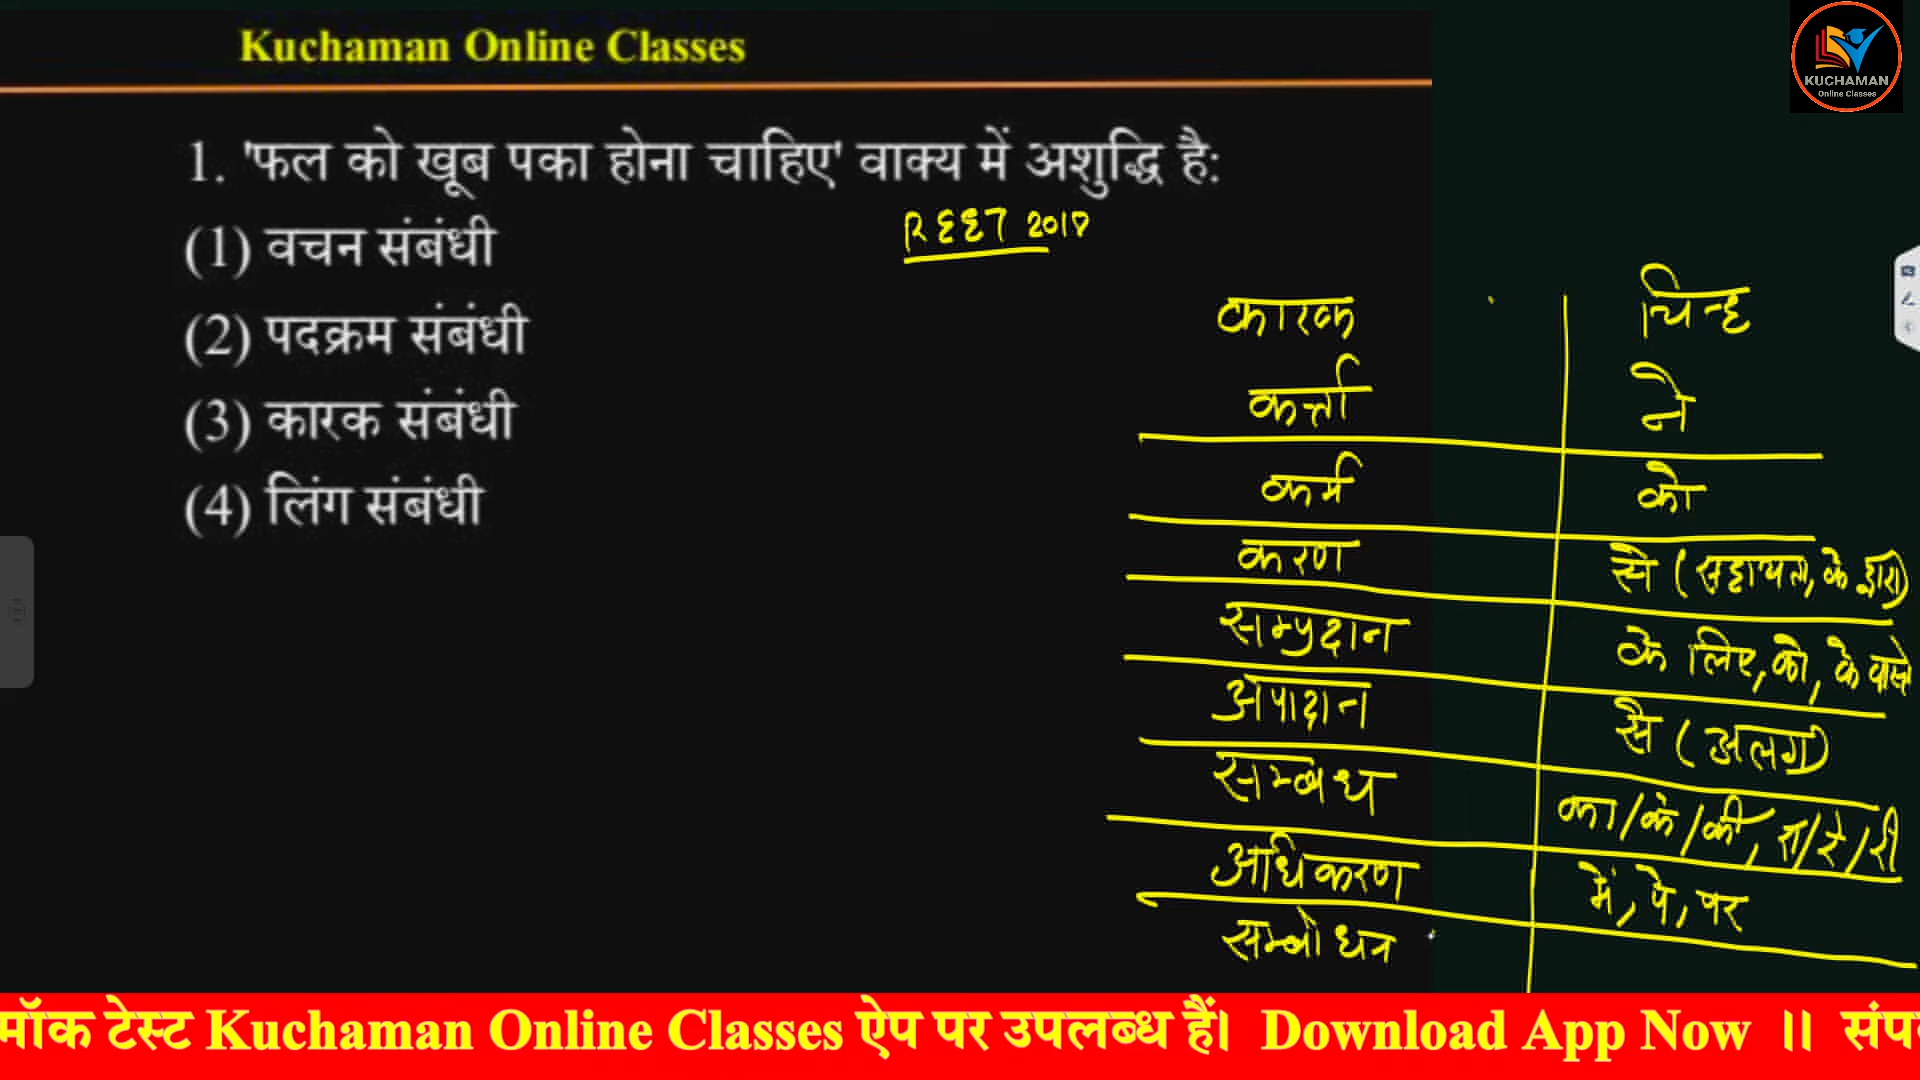 Kuchaman Online Classes
KUCHAMAN
Online Classes
1. 'फल को खूब पका होना चाहिए' वाक्य में अशुद्धि है:
REET 2017
(1) वचन संबंधी
(2) पदक्रम संबंधी
(3) कारक संबंधी
(4) लिंग संबंधी
कारक चिन्ह
कर्त्ता ने
कर्म को
करण से (सहायता, के द्वारा)
सम्प्रदान के लिए, को, के वास्ते
अपादान से (अलग)
सम्बंध का/के/की, रा/रे/री
अधिकरण में, पे, पर
सम्बोधन
मॉक टेस्ट Kuchaman Online Classes ऐप पर उपलब्ध हैं। Download App Now ।।